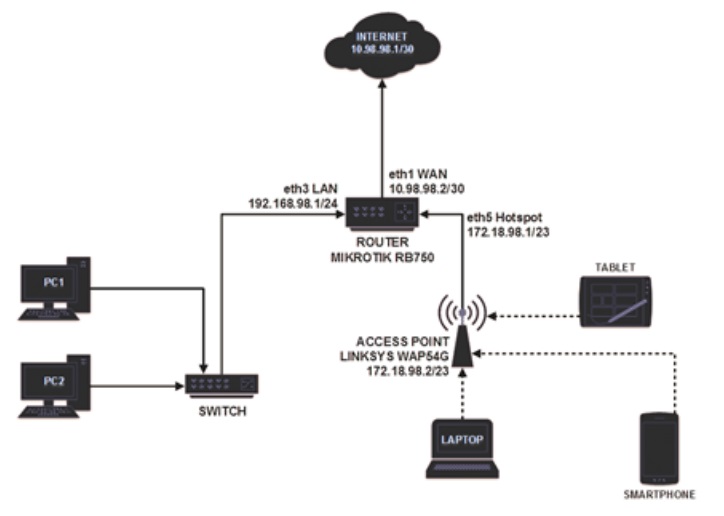 INTERNET
10.98.98.1/30
eth1 WAN
10.98.98.2/30
eth3 LAN
192.168.98.1/24
ROUTER
MIKROTIK RB750
eth5 Hotspot
172.18.98.1/23
PC1
PC2
SWITCH
ACCESS POINT
LINKSYS WAP54G
172.18.98.2/23
TABLET
LAPTOP
SMARTPHONE